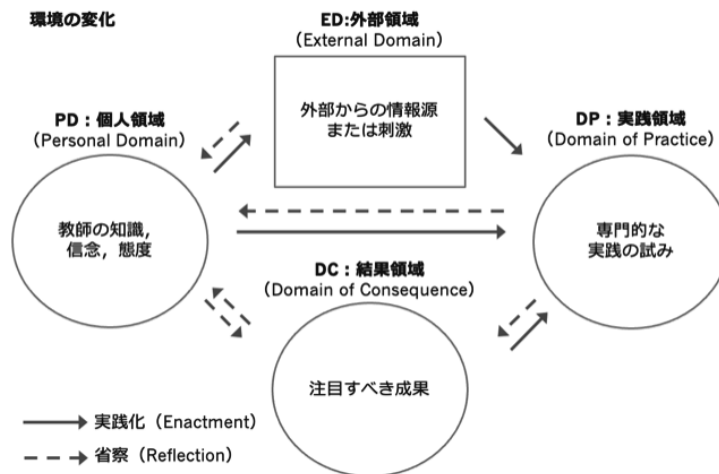 環境の変化
ED:外部領域
（External Domain）
外部からの情報源
または刺激
PD：個人領域
（Personal Domain）
教師の知識，
信念，態度
DP：実践領域
（Domain of Practice）
専門的な
実践の試み
DC：結果領域
（Domain of Consequence）
注目すべき成果
実践化（Enactment）
省察（Reflection）